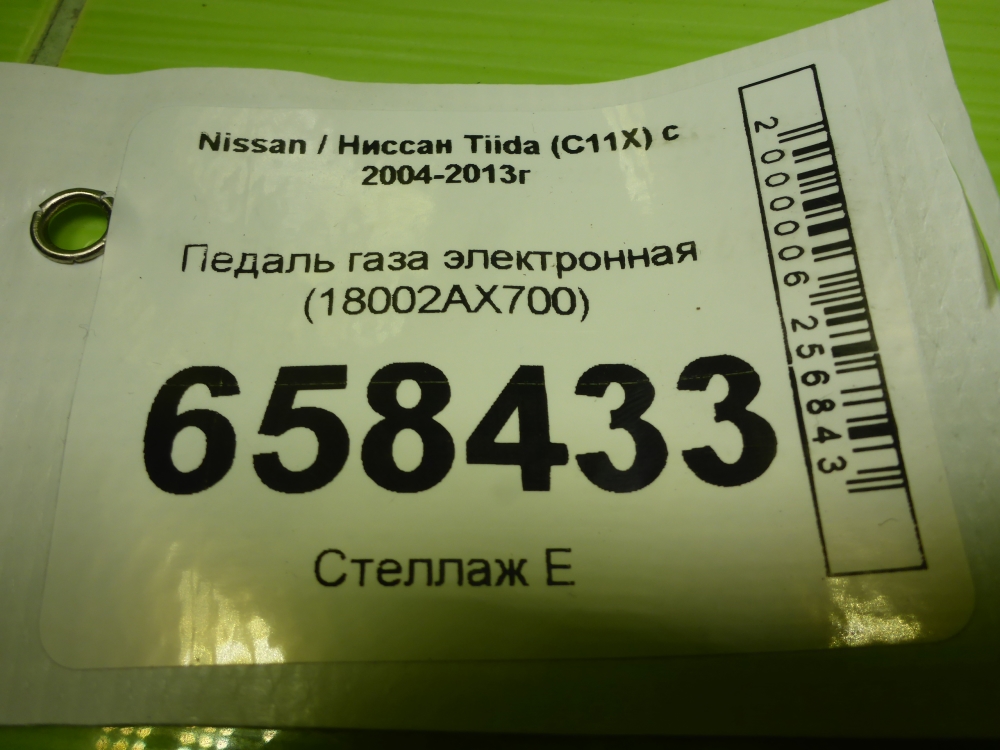 Nissan / Ниссан Tiida (C11X) с
2004-2013г
Педаль газа электронная
(18002AX700)
658433
Стеллаж Е
2000006256843